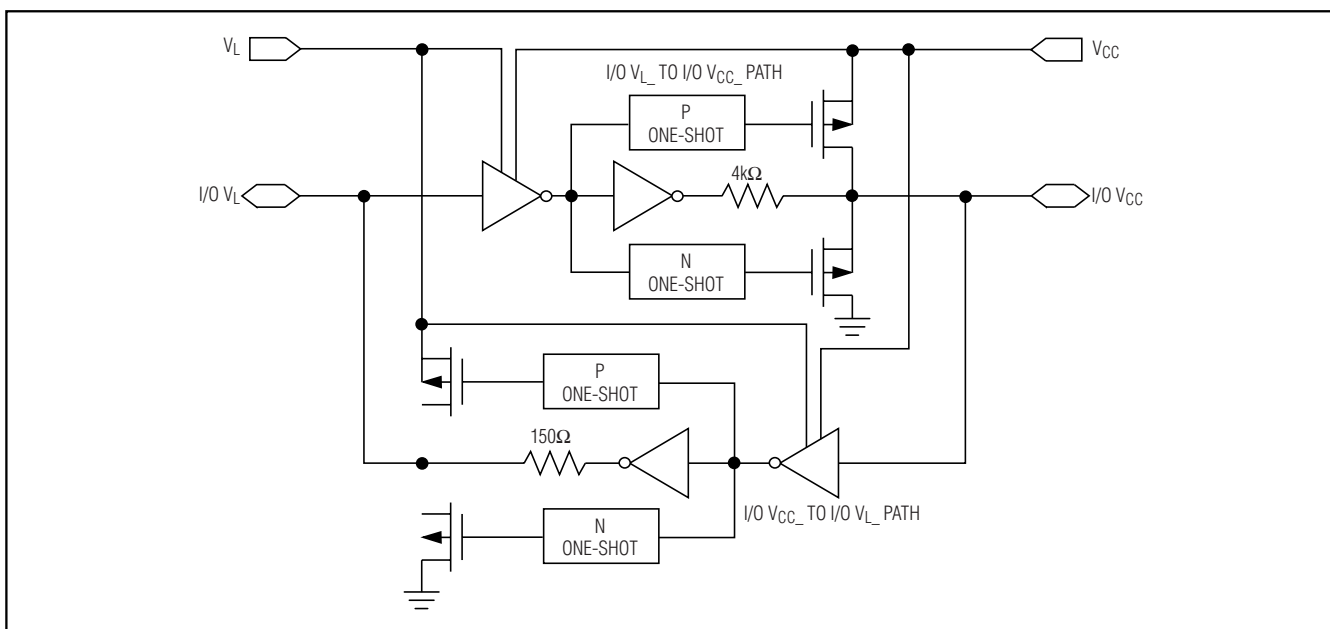 V_L
V_CC
I/O V_L_ TO I/O V_CC_ PATH
P
ONE-SHOT
4kΩ
I/O V_L
I/O V_CC
N
ONE-SHOT
P
ONE-SHOT
150Ω
I/O V_CC_ TO I/O V_L_ PATH
N
ONE-SHOT